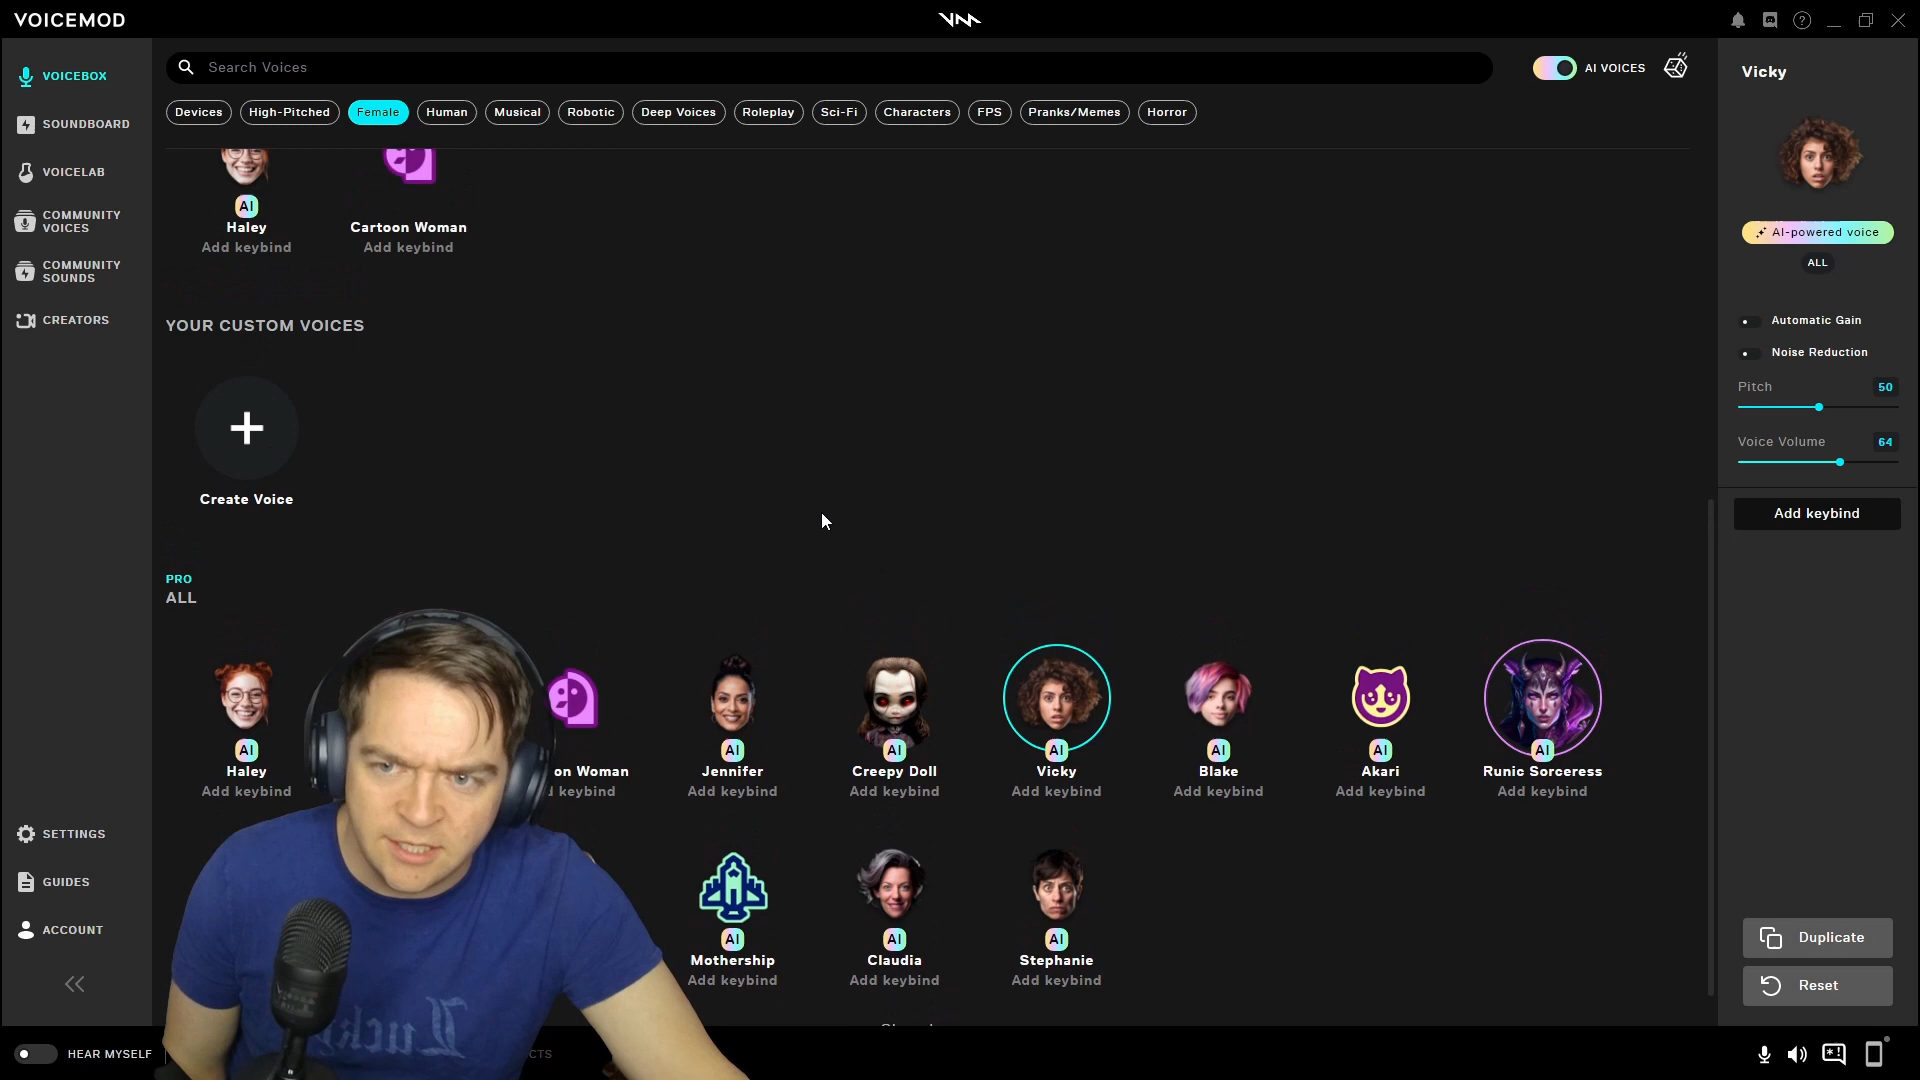 VOICEMOD
VOICEBOX
SOUNDBOARD
VOICELAB
COMMUNITY
VOICES
COMMUNITY
SOUNDS
CREATORS
SETTINGS
GUIDES
ACCOUNT
Search Voices
AI VOICES
Devices
High-Pitched
Female
Human
Musical
Robotic
Deep Voices
Roleplay
Sci-Fi
Characters
FPS
Pranks/Memes
Horror
AI
Haley
Add keybind
Cartoon Woman
Add keybind
YOUR CUSTOM VOICES
Create Voice
PRO
ALL
AI
Haley
Add keybind
on Woman
d keybind
AI
Jennifer
Add keybind
AI
Creepy Doll
Add keybind
AI
Vicky
Add keybind
AI
Blake
Add keybind
AI
Akari
Add keybind
AI
Runic Sorceress
Add keybind
AI
Mothership
Add keybind
AI
Claudia
Add keybind
AI
Stephanie
Add keybind
Vicky
AI-powered voice
ALL
Automatic Gain
Noise Reduction
Pitch 50
Voice Volume 64
Add keybind
Duplicate
Reset
HEAR MYSELF
CTS